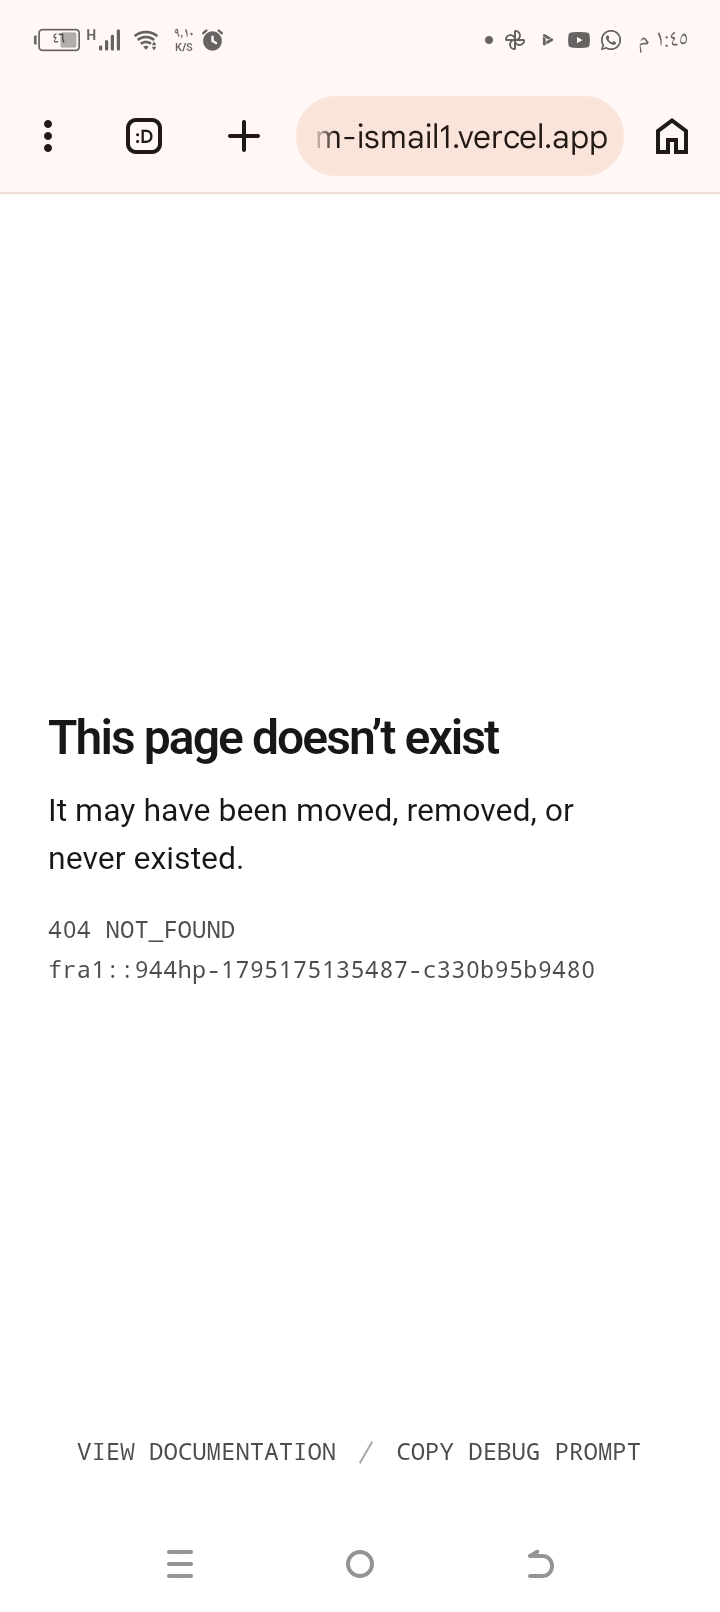 ٤٦
H
٩,١٠
K/S
١:٤٥ م
:D
m-ismail1.vercel.app
This page doesn’t exist
It may have been moved, removed, or
never existed.
404 NOT_FOUND
fra1::944hp-1795175135487-c330b95b9480
VIEW DOCUMENTATION / COPY DEBUG PROMPT